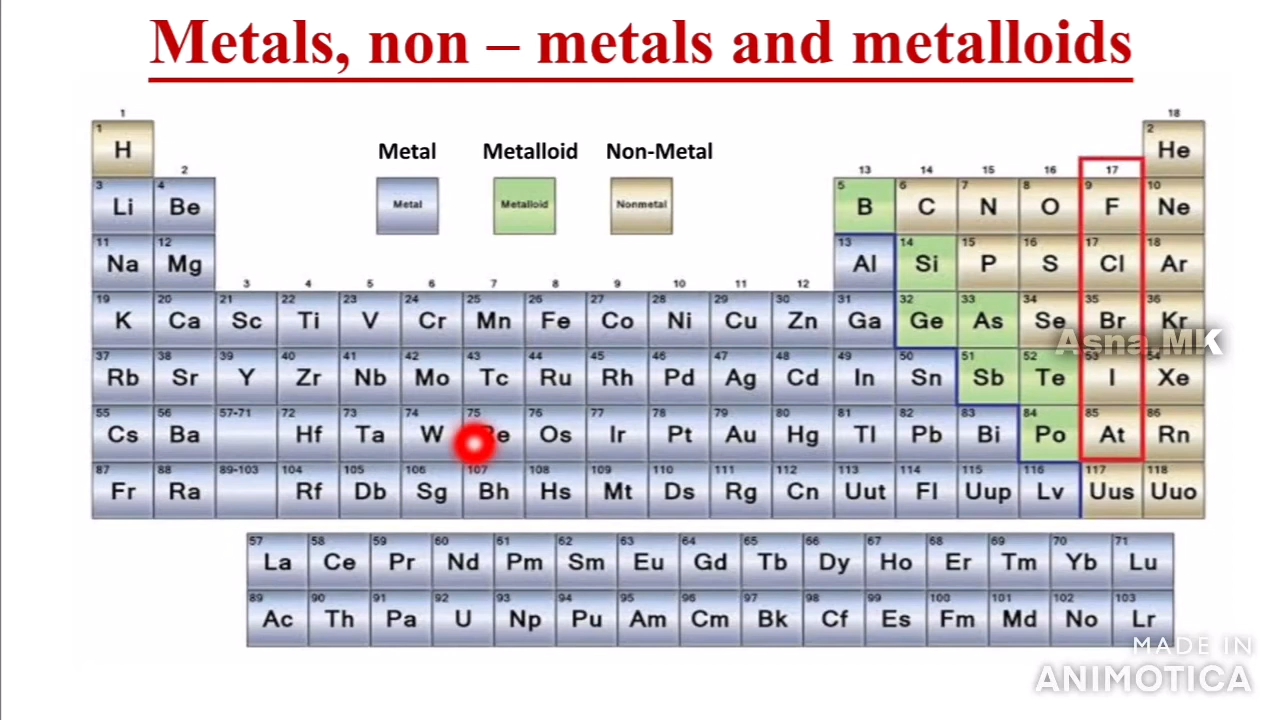 Metals, non – metals and metalloids
1 18
1 2
H Metal Metalloid Non-Metal He
2 13 14 15 16 17
3 4 5 6 7 8 9 10
Li Be Metal Metalloid Nonmetal B C N O F Ne
11 12 13 14 15 16 17 18
Na Mg Al Si P S Cl Ar
3 4 5 6 7 8 9 10 11 12
19 20 21 22 23 24 25 26 27 28 29 30 31 32 33 34 35 36
K Ca Sc Ti V Cr Mn Fe Co Ni Cu Zn Ga Ge As Se Br Kr
Asna MK
37 38 39 40 41 42 43 44 45 46 47 48 49 50 51 52 53 54
Rb Sr Y Zr Nb Mo Tc Ru Rh Pd Ag Cd In Sn Sb Te I Xe
55 56 57-71 72 73 74 75 76 77 78 79 80 81 82 83 84 85 86
Cs Ba Hf Ta W Os Ir Pt Au Hg Tl Pb Bi Po At Rn
87 88 89-103 104 105 106 107 108 109 110 111 112 113 114 115 116 117 118
Fr Ra Rf Db Sg Bh Hs Mt Ds Rg Cn Uut Fl Uup Lv Uus Uuo
57 58 59 60 61 62 63 64 65 66 67 68 69 70 71
La Ce Pr Nd Pm Sm Eu Gd Tb Dy Ho Er Tm Yb Lu
89 90 91 92 93 94 95 96 97 98 99 100 101 102 103
Ac Th Pa U Np Pu Am Cm Bk Cf Es Fm Md No Lr
MADE IN
ANIMOTICA